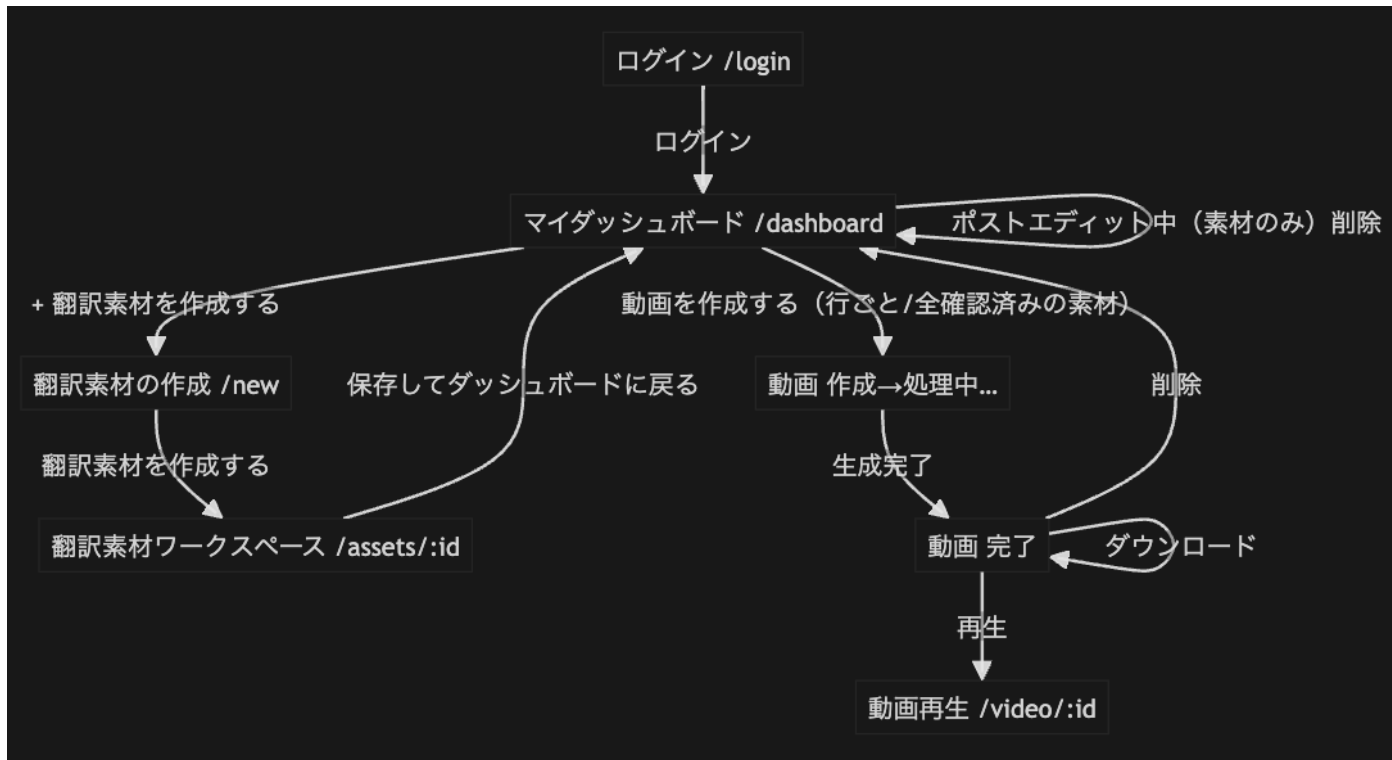 ログイン /login
ログイン
マイダッシュボード /dashboard
ポストエディット中（素材のみ）削除
+ 翻訳素材を作成する
動画を作成する（行ごと/全確認済みの素材）
翻訳素材の作成 /new
保存してダッシュボードに戻る
動画 作成→処理中...
削除
翻訳素材を作成する
生成完了
翻訳素材ワークスペース /assets/:id
動画 完了
ダウンロード
再生
動画再生 /video/:id